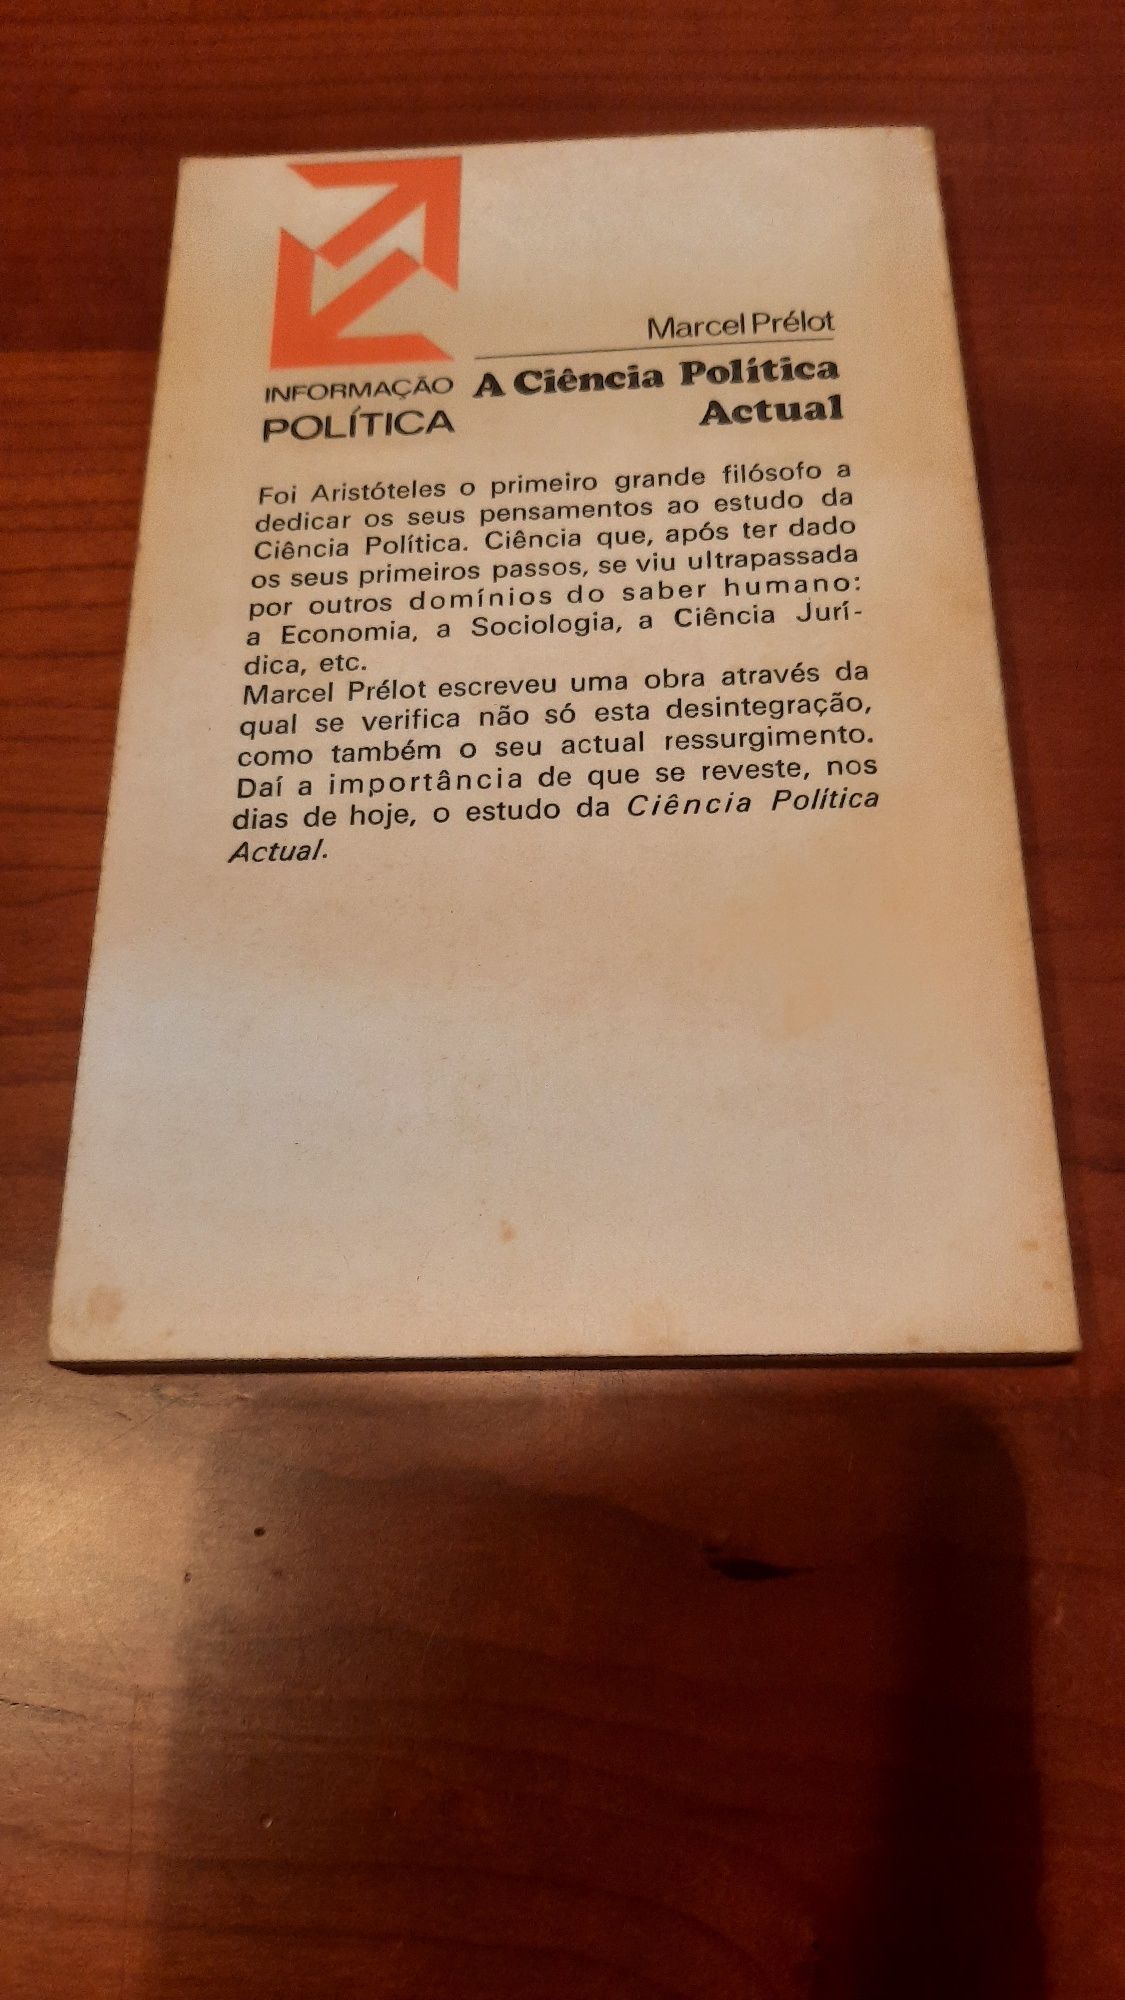 Marcel Prélot
INFORMAÇÃO
POLÍTICA
A Ciência Política
Actual
Foi Aristóteles o primeiro grande filósofo a
dedicar os seus pensamentos ao estudo da
Ciência Política. Ciência que, após ter dado
os seus primeiros passos, se viu ultrapassada
por outros domínios do saber humano:
a Economia, a Sociologia, a Ciência Jurí-
dica, etc.
Marcel Prélot escreveu uma obra através da
qual se verifica não só esta desintegração,
como também o seu actual ressurgimento.
Daí a importância de que se reveste, nos
dias de hoje, o estudo da Ciência Política
Actual.